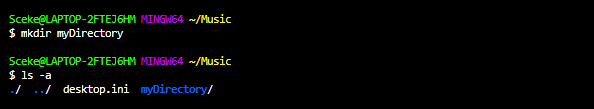 Sceke@LAPTOP-2FTEJ6HM MINGW64 ~/Music
$ mkdir myDirectory
Sceke@LAPTOP-2FTEJ6HM MINGW64 ~/Music
$ ls -a
./  ../  desktop.ini  myDirectory/